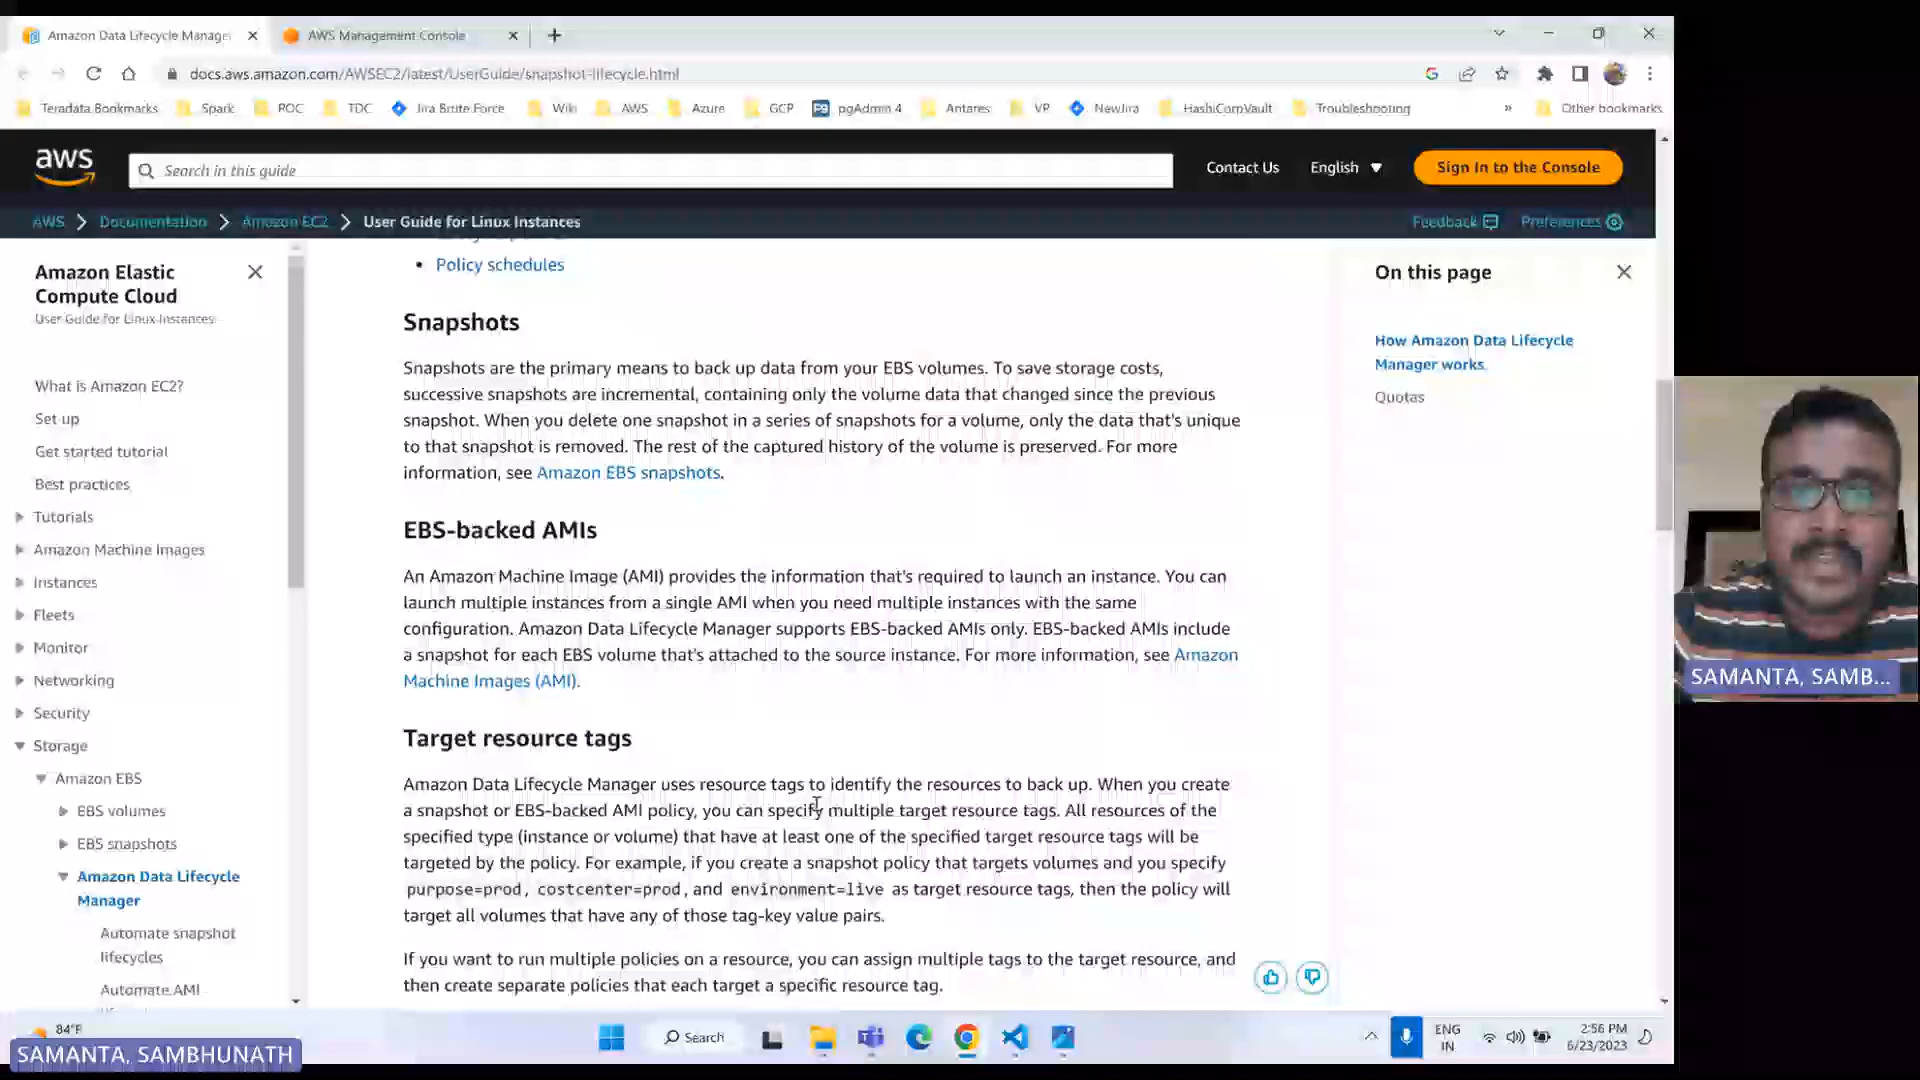 Amazon Data Lifecycle Manage
AWS Management Console
docs.aws.amazon.com/AWSEC2/latest/UserGuide/snapshot-lifecycle.html
Teradata Bookmarks
Spark
POC
TDC
Jira Brute Force
Wiki
AWS
Azure
GCP
pgAdmin 4
Antares
VP
NewJira
HashiCorpVault
Troubleshooting
»
Other bookmarks
aws
Search in this guide
Contact Us
English
Sign In to the Console
AWS
Documentation
Amazon EC2
User Guide for Linux Instances
Feedback
Preferences
Amazon Elastic
Compute Cloud
User Guide for Linux Instances
What is Amazon EC2?
Set up
Get started tutorial
Best practices
Tutorials
Amazon Machine Images
Instances
Fleets
Monitor
Networking
Security
Storage
Amazon EBS
EBS volumes
EBS snapshots
Amazon Data Lifecycle
Manager
Automate snapshot
lifecycles
Automate AMI
• Policy schedules
Snapshots
Snapshots are the primary means to back up data from your EBS volumes. To save storage costs,
successive snapshots are incremental, containing only the volume data that changed since the previous
snapshot. When you delete one snapshot in a series of snapshots for a volume, only the data that's unique
to that snapshot is removed. The rest of the captured history of the volume is preserved. For more
information, see Amazon EBS snapshots.
EBS-backed AMIs
An Amazon Machine Image (AMI) provides the information that's required to launch an instance. You can
launch multiple instances from a single AMI when you need multiple instances with the same
configuration. Amazon Data Lifecycle Manager supports EBS-backed AMIs only. EBS-backed AMIs include
a snapshot for each EBS volume that's attached to the source instance. For more information, see Amazon
Machine Images (AMI).
Target resource tags
Amazon Data Lifecycle Manager uses resource tags to identify the resources to back up. When you create
a snapshot or EBS-backed AMI policy, you can specify multiple target resource tags. All resources of the
specified type (instance or volume) that have at least one of the specified target resource tags will be
targeted by the policy. For example, if you create a snapshot policy that targets volumes and you specify
purpose=prod, costcenter=prod, and environment=live as target resource tags, then the policy will
target all volumes that have any of those tag-key value pairs.
If you want to run multiple policies on a resource, you can assign multiple tags to the target resource, and
then create separate policies that each target a specific resource tag.
On this page
How Amazon Data Lifecycle
Manager works
Quotas
SAMANTA, SAMB...
84°F
Search
ENG
IN
2:56 PM
6/23/2023
SAMANTA, SAMBHUNATH